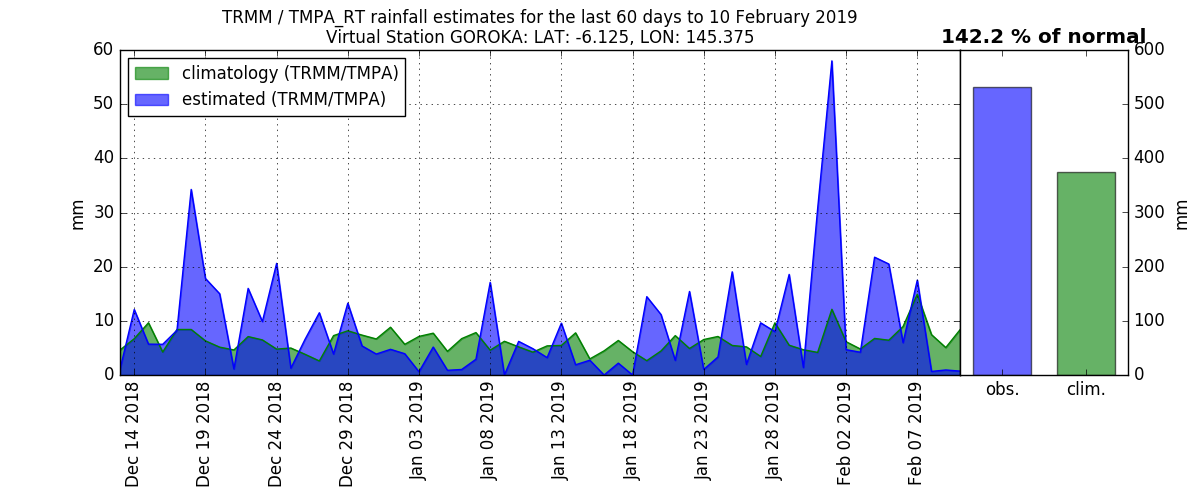 TRMM / TMPA_RT rainfall estimates for the last 60 days to 10 February 2019
Virtual Station GOROKA: LAT: -6.125, LON: 145.375
142.2 % of normal
climatology (TRMM/TMPA)
estimated (TRMM/TMPA)
mm
60
50
40
30
20
10
0
Dec 14 2018
Dec 19 2018
Dec 24 2018
Dec 29 2018
Jan 03 2019
Jan 08 2019
Jan 13 2019
Jan 18 2019
Jan 23 2019
Jan 28 2019
Feb 02 2019
Feb 07 2019
obs.
clim.
600
500
400
300
200
100
0
mm